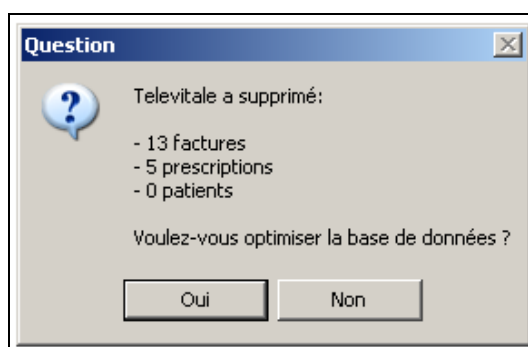 Question
Televitale a supprimé:
- 13 factures
- 5 prescriptions
- 0 patients
Voulez-vous optimiser la base de données ?
Oui Non